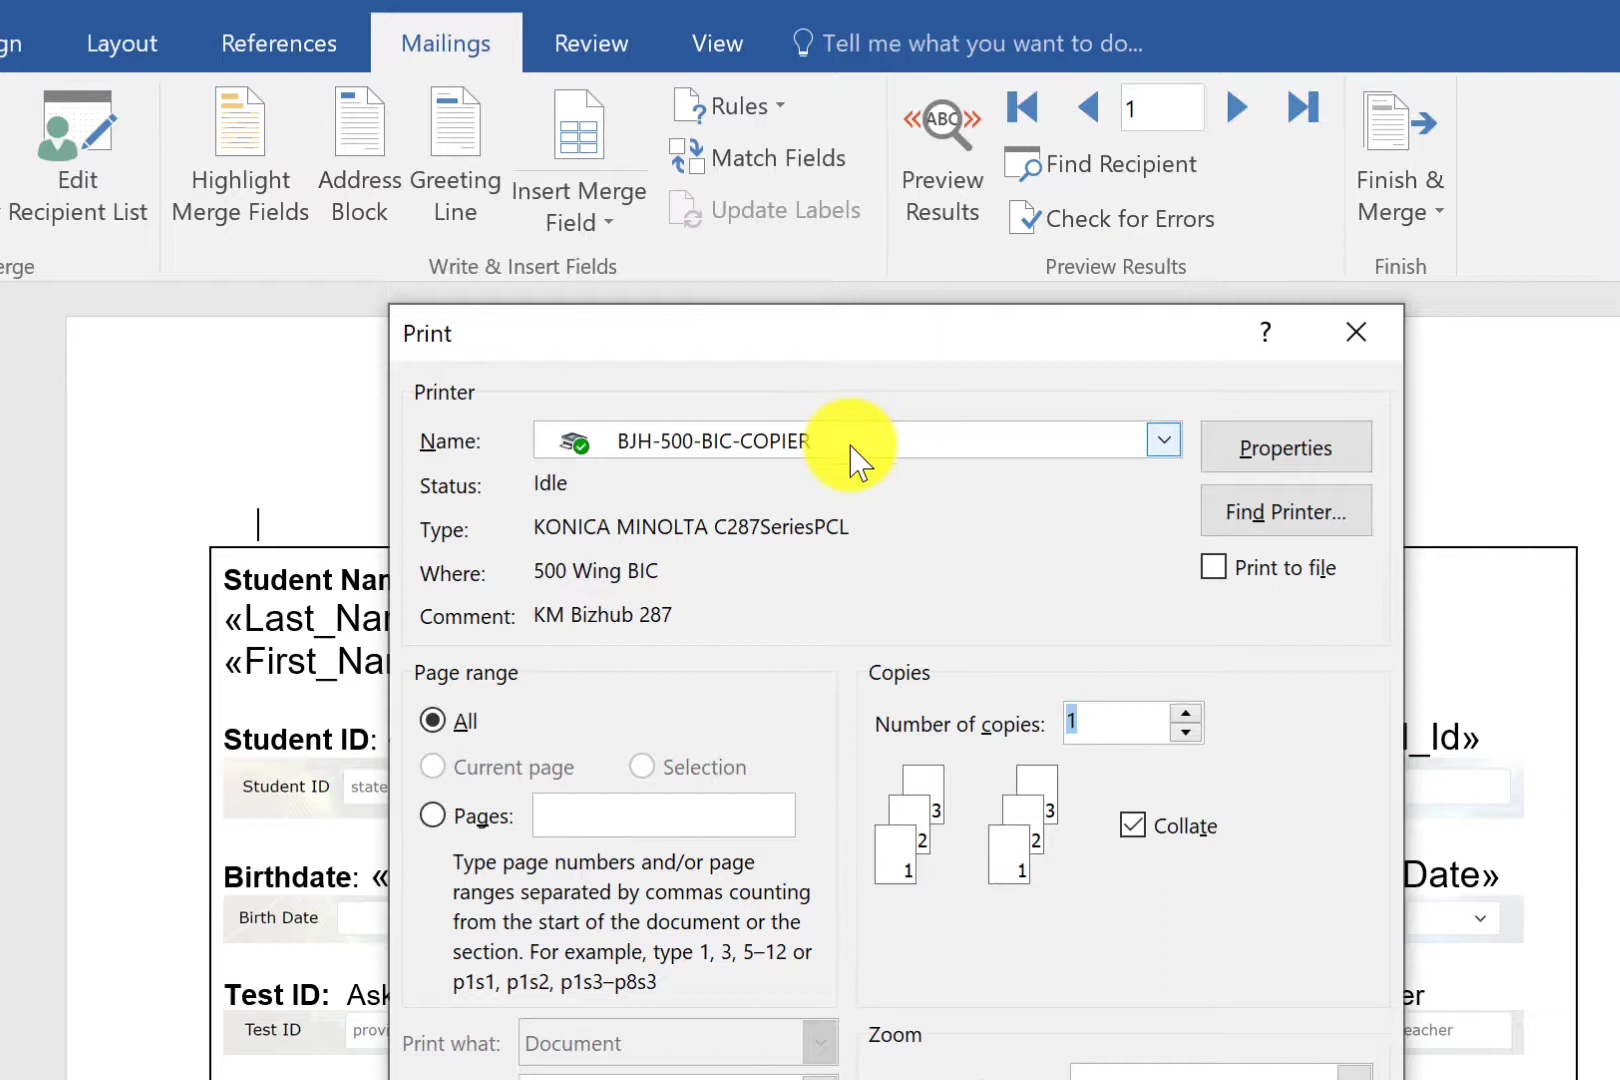 gn Layout References Mailings Review View Tell me what you want to do...
Edit
Recipient List
Highlight
Merge Fields
Address
Block
Greeting
Line
Insert Merge
Field
Rules
Match Fields
Update Labels
ABC
Preview
Results
1
Find Recipient
Check for Errors
Finish &
Merge
erge Write & Insert Fields Preview Results Finish
Print ?
Printer
Name: BJH-500-BIC-COPIER Properties
Status: Idle
Find Printer...
Type: KONICA MINOLTA C287SeriesPCL
Where: 500 Wing BIC Print to file
Comment: KM Bizhub 287
Page range
All
Current page Selection
Pages:
Type page numbers and/or page
ranges separated by commas counting
from the start of the document or the
section. For example, type 1, 3, 5–12 or
p1s1, p1s2, p1s3–p8s3
Print what: Document
Copies
Number of copies: 1
3 3
2 2
1 1
Collate
Zoom
Student Nar
«Last_Na
«First_Na
Student ID: l_Id»
Student ID state
Birthdate: « Date»
Birth Date
Test ID: Ask er
Test ID provi eacher